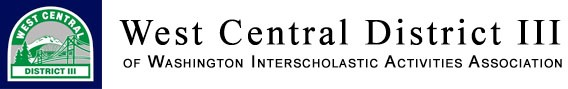 WEST CENTRAL
DISTRICT III
West Central District III
OF WASHINGTON INTERSCHOLASTIC ACTIVITIES ASSOCIATION